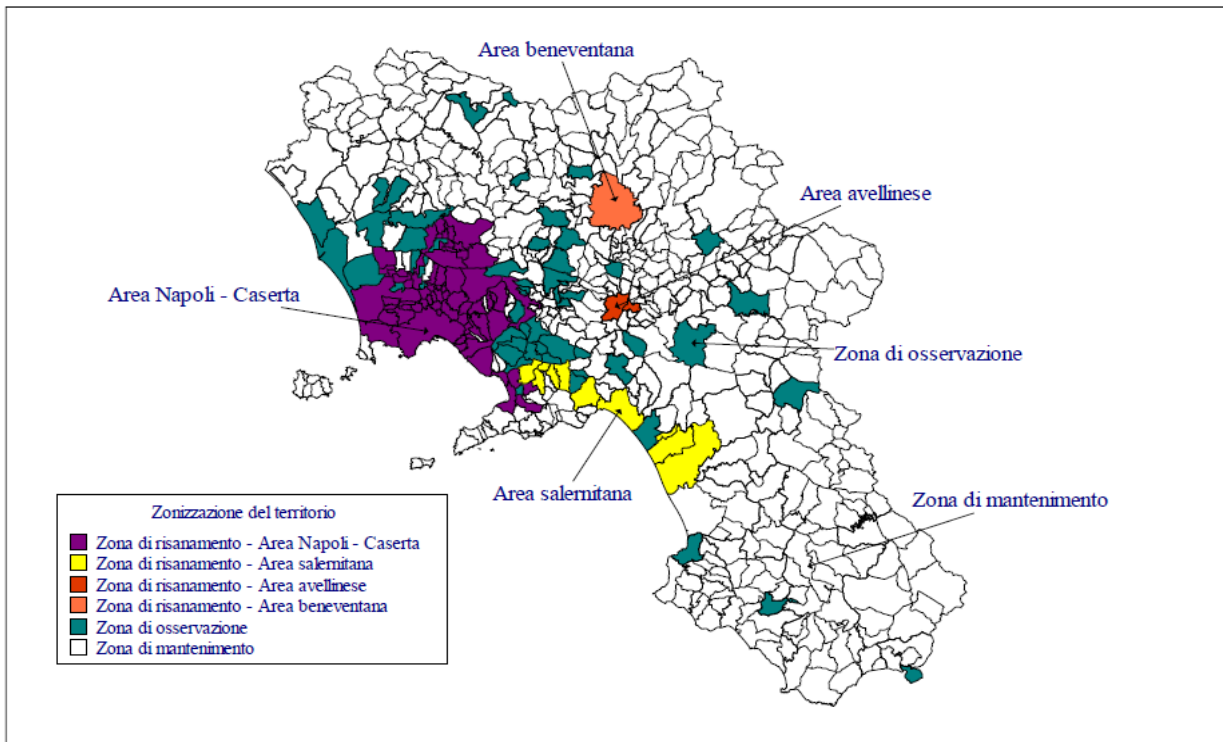 Area beneventana
Area avellinese
Area Napoli - Caserta
Zona di osservazione
Area salernitana
Zona di mantenimento
Zonizzazione del territorio
Zona di risanamento - Area Napoli - Caserta
Zona di risanamento - Area salernitana
Zona di risanamento - Area avellinese
Zona di risanamento - Area beneventana
Zona di osservazione
Zona di mantenimento